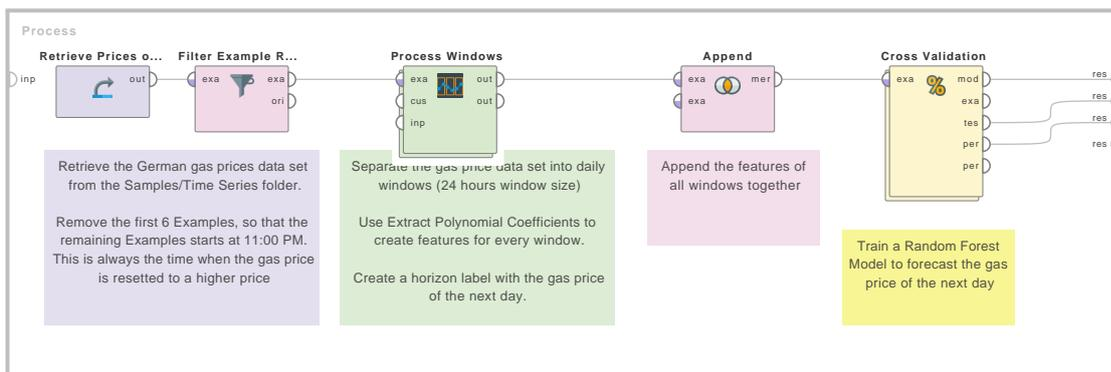 Process
Retrieve Prices o...
Filter Example R...
Process Windows
Append
Cross Validation
inp
out
exa
exa
ori
exa
out
cus
out
inp
exa
mer
exa
exa
mod
exa
tes
per
per
res
res
res
res
Retrieve the German gas prices data set
from the Samples/Time Series folder.
Remove the first 6 Examples, so that the
remaining Examples starts at 11:00 PM.
This is always the time when the gas price
is resetted to a higher price
Separate the gas price data set into daily
windows (24 hours window size)
Use Extract Polynomial Coefficients to
create features for every window.
Create a horizon label with the gas price
of the next day.
Append the features of
all windows together
Train a Random Forest
Model to forecast the gas
price of the next day